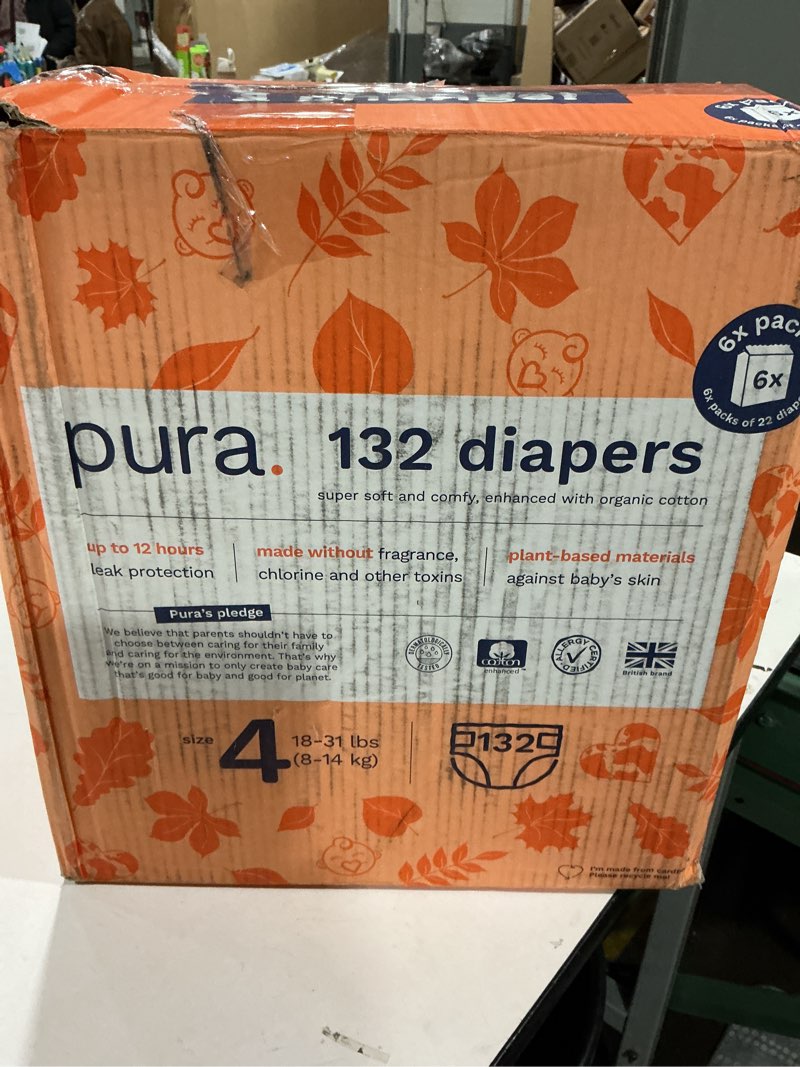 6x pac
6x
6x packs of 22 diap
pura. 132 diapers
super soft and comfy, enhanced with organic cotton
up to 12 hours
leak protection
made without fragrance,
chlorine and other toxins
plant-based materials
against baby's skin
Pura's pledge
We believe that parents shouldn't have to
choose between caring for their family
and caring for the environment. That's why
we're on a mission to only create baby care
that's good for baby and good for planet.
DERMATOLOGICALLY
TESTED
cotton
enhanced
ALLERGY
CERTIFIED
British brand
size 4 18-31 lbs
(8-14 kg)
132
I'm made from card
Please recycle me!